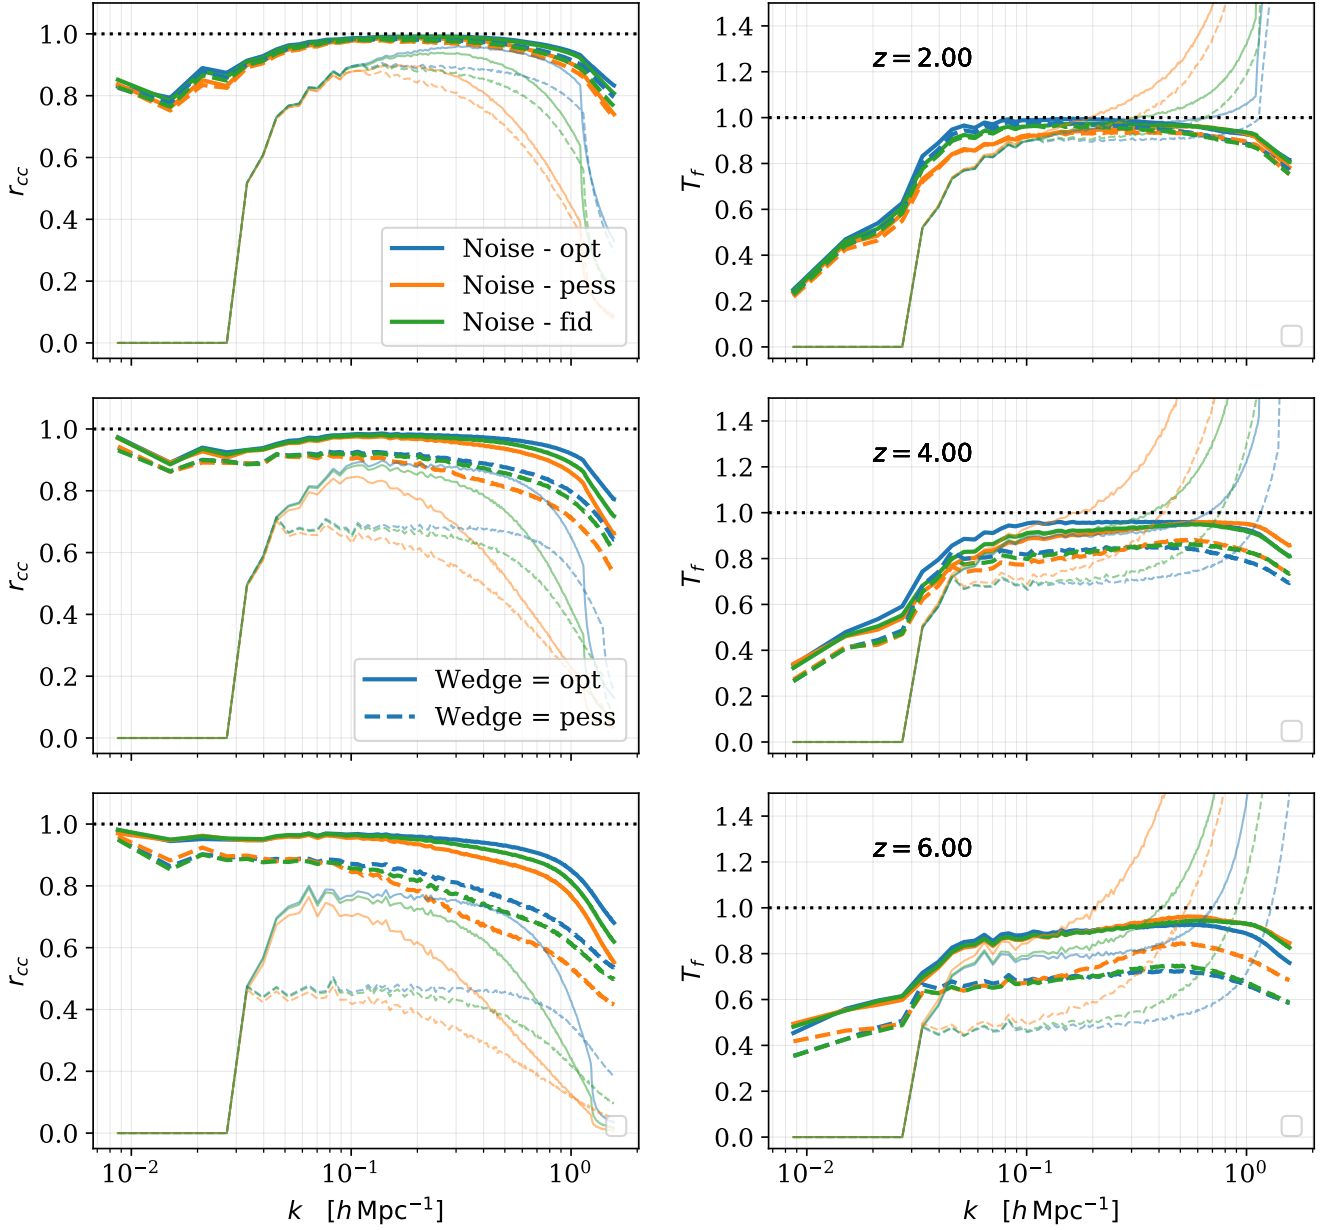 1.0
0.8
0.6
0.4
0.2
0.0
r_cc
Noise - opt
Noise - pess
Noise - fid
1.4
1.2
1.0
0.8
0.6
0.4
0.2
0.0
T_f
z = 2.00
1.0
0.8
0.6
0.4
0.2
0.0
r_cc
Wedge = opt
Wedge = pess
1.4
1.2
1.0
0.8
0.6
0.4
0.2
0.0
T_f
z = 4.00
1.0
0.8
0.6
0.4
0.2
0.0
r_cc
10⁻² 10⁻¹ 10⁰
k [h Mpc⁻¹]
1.4
1.2
1.0
0.8
0.6
0.4
0.2
0.0
T_f
z = 6.00
10⁻² 10⁻¹ 10⁰
k [h Mpc⁻¹]